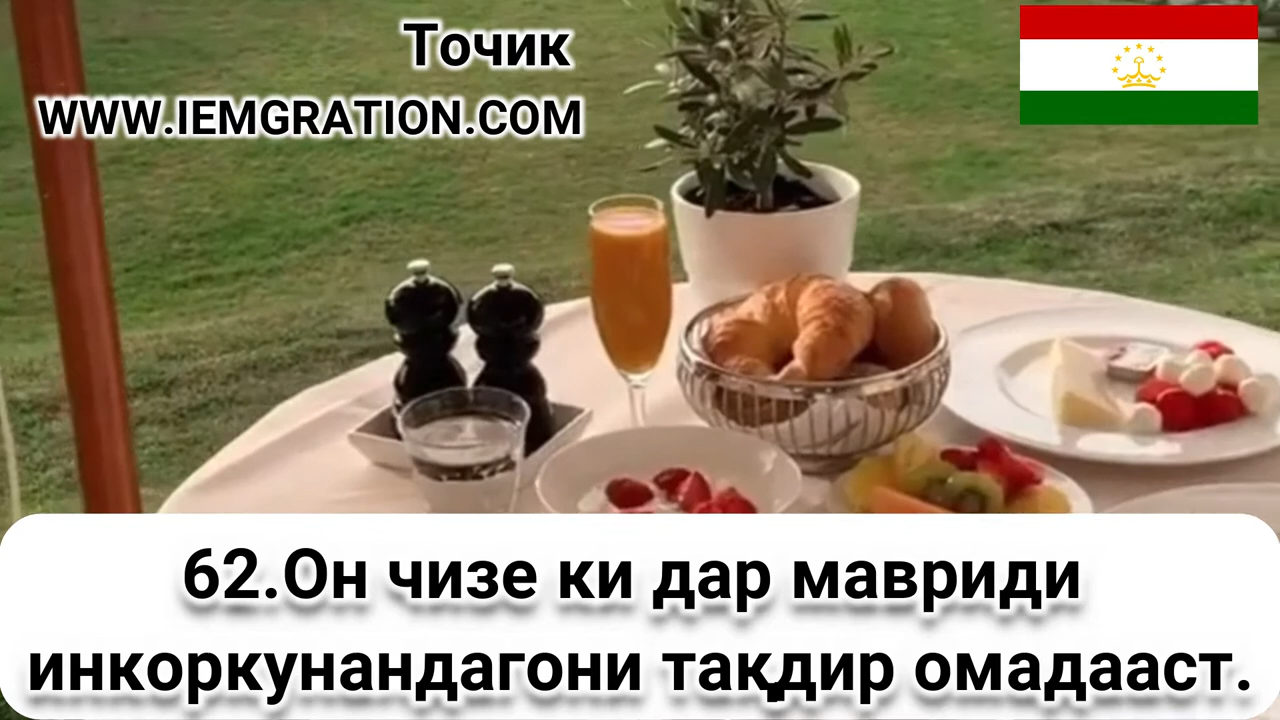 Точик
WWW.IEMGRATION.COM
62.Он чизе ки дар мавриди
инкоркунандагони тақдир омадааст.